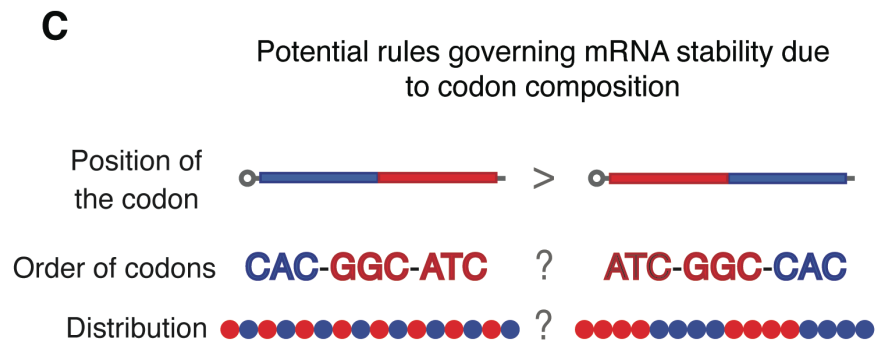 C
Potential rules governing mRNA stability due
to codon composition
Position of
the codon
>
Order of codons CAC-GGC-ATC ? ATC-GGC-CAC
Distribution ?